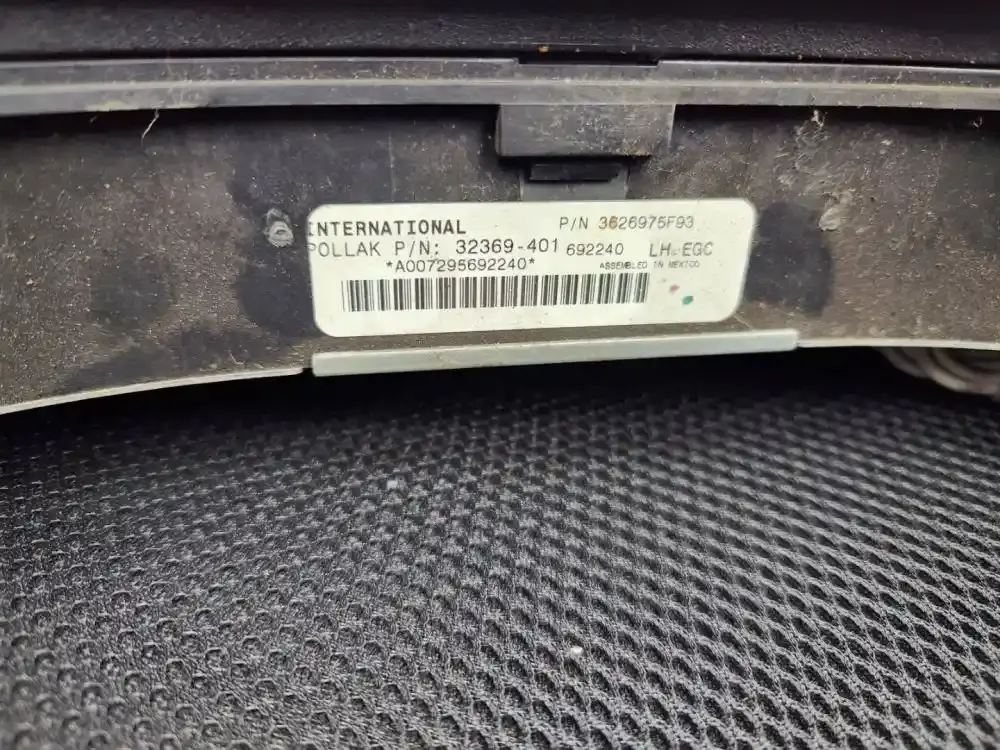 INTERNATIONAL P/N 3626975F93
POLLAK P/N: 32369-401 692240 LH EGC
*A007295692240* ASSEMBLED IN MEXICO